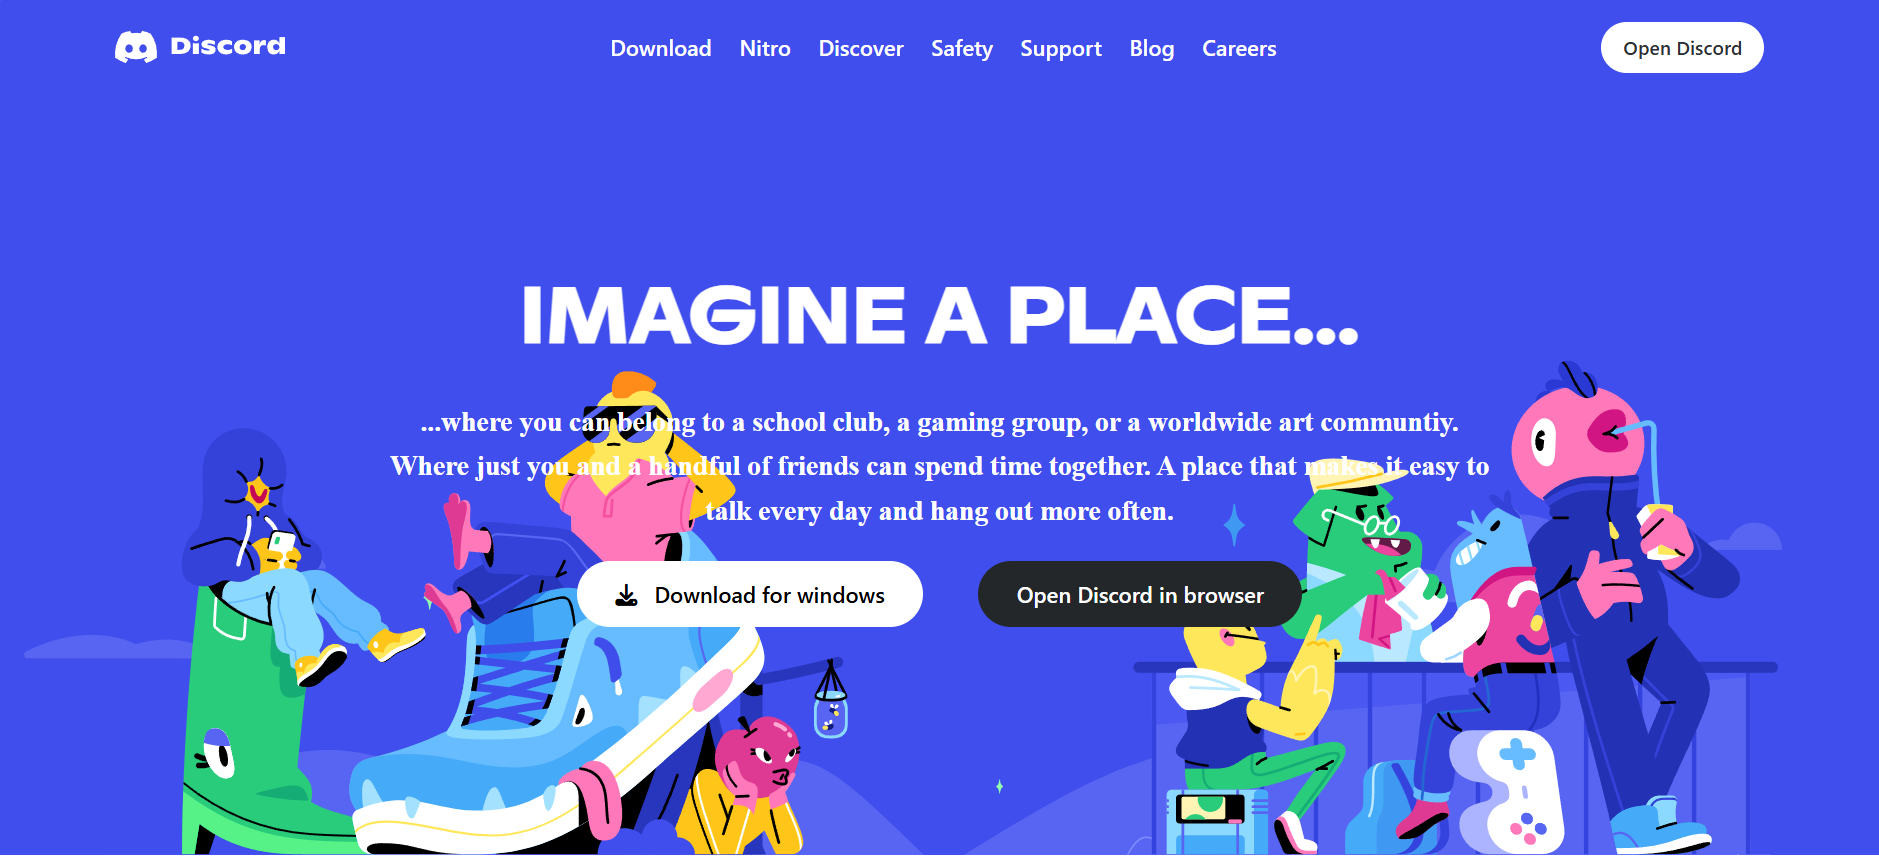 Discord
Download Nitro Discover Safety Support Blog Careers
Open Discord
IMAGINE A PLACE...
...where you can belong to a school club, a gaming group, or a worldwide art communtiy.
Where just you and a handful of friends can spend time together. A place that makes it easy to
talk every day and hang out more often.
Download for windows
Open Discord in browser